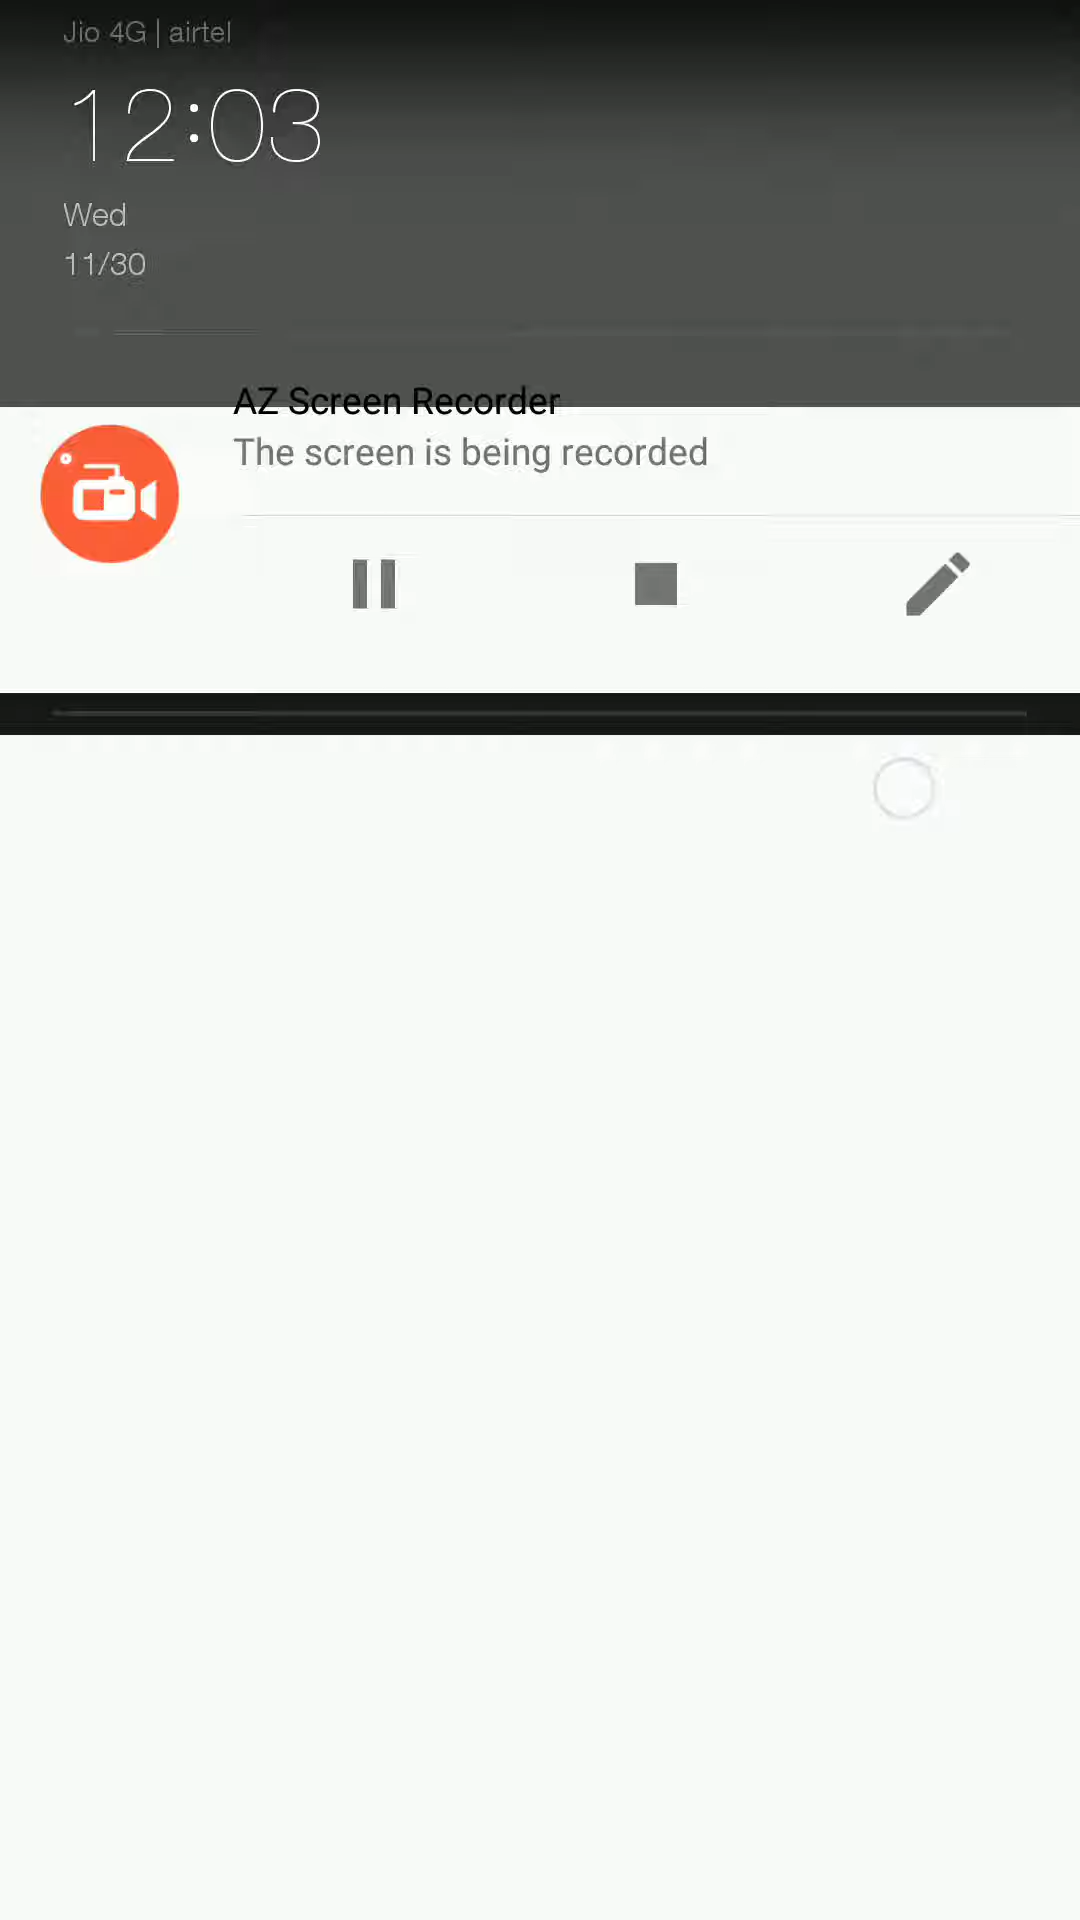 Jio 4G | airtel
12:03
Wed
11/30
AZ Screen Recorder
The screen is being recorded